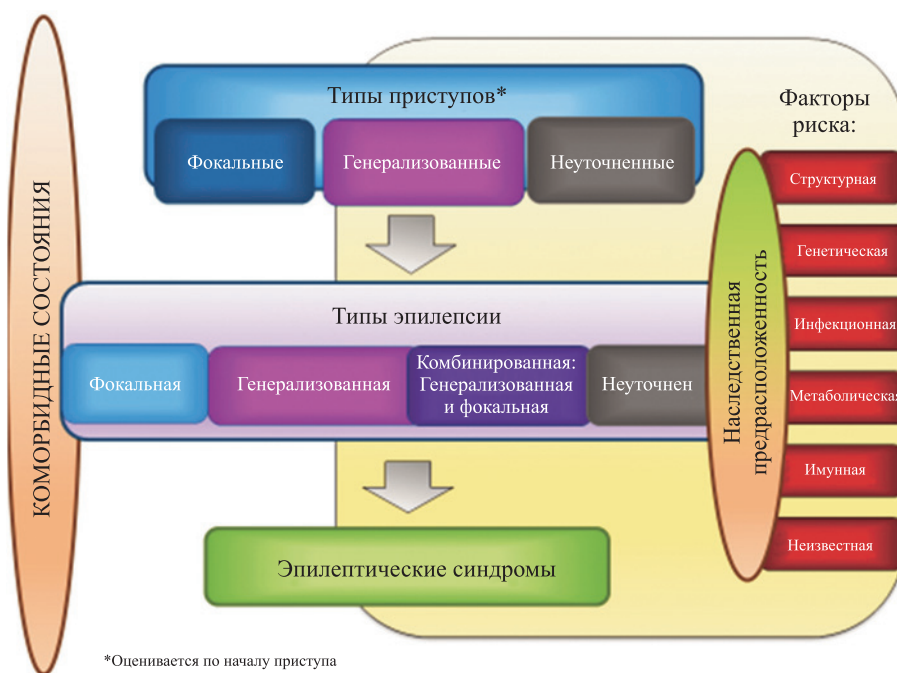 КОМОРБИДНЫЕ СОСТОЯНИЯ
Типы приступов*
Фокальные
Генерализованные
Неуточненные
Типы эпилепсии
Фокальная
Генерализованная
Комбинированная:
Генерализованная
и фокальная
Неуточнен
Эпилептические синдромы
Наследственная
предрасположенность
Факторы
риска:
Структурная
Генетическая
Инфекционная
Метаболическая
Имунная
Неизвестная
*Оценивается по началу приступа